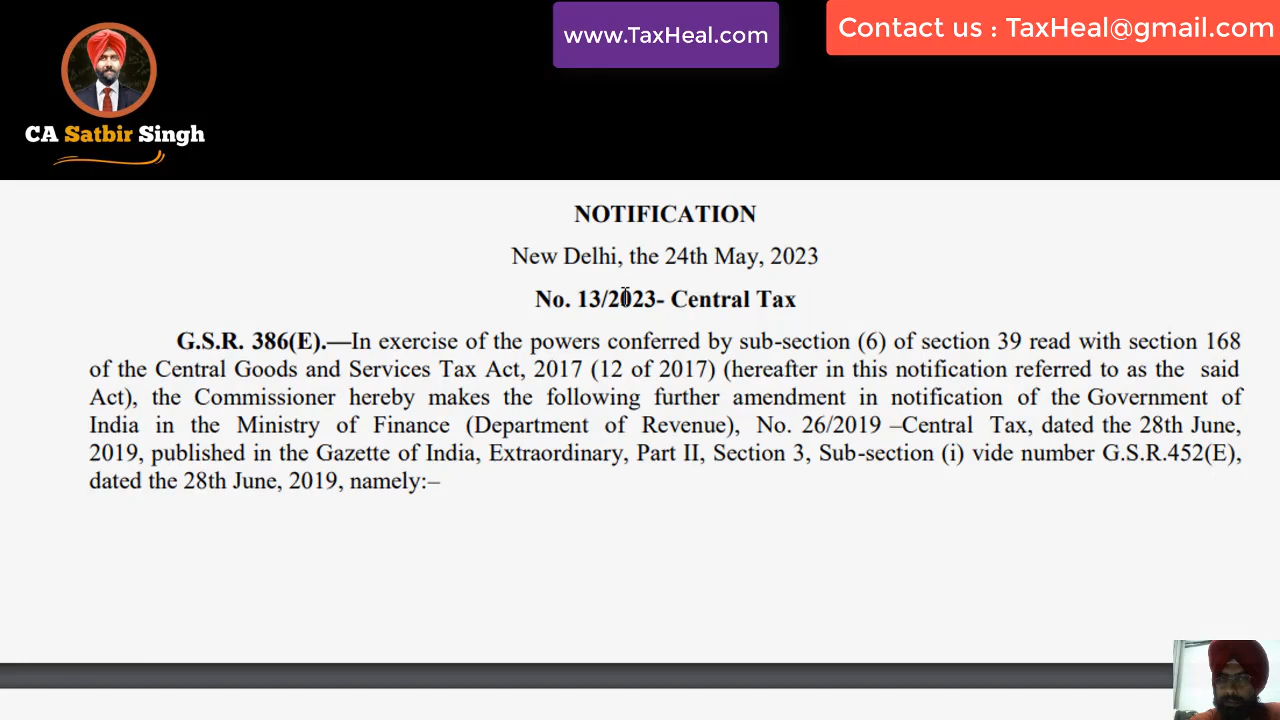 www.TaxHeal.com
Contact us : TaxHeal@gmail.com
CA Satbir Singh
NOTIFICATION
New Delhi, the 24th May, 2023
No. 13/2023- Central Tax
G.S.R. 386(E).—In exercise of the powers conferred by sub-section (6) of section 39 read with section 168
of the Central Goods and Services Tax Act, 2017 (12 of 2017) (hereafter in this notification referred to as the said
Act), the Commissioner hereby makes the following further amendment in notification of the Government of
India in the Ministry of Finance (Department of Revenue), No. 26/2019 –Central Tax, dated the 28th June,
2019, published in the Gazette of India, Extraordinary, Part II, Section 3, Sub-section (i) vide number G.S.R.452(E),
dated the 28th June, 2019, namely:–